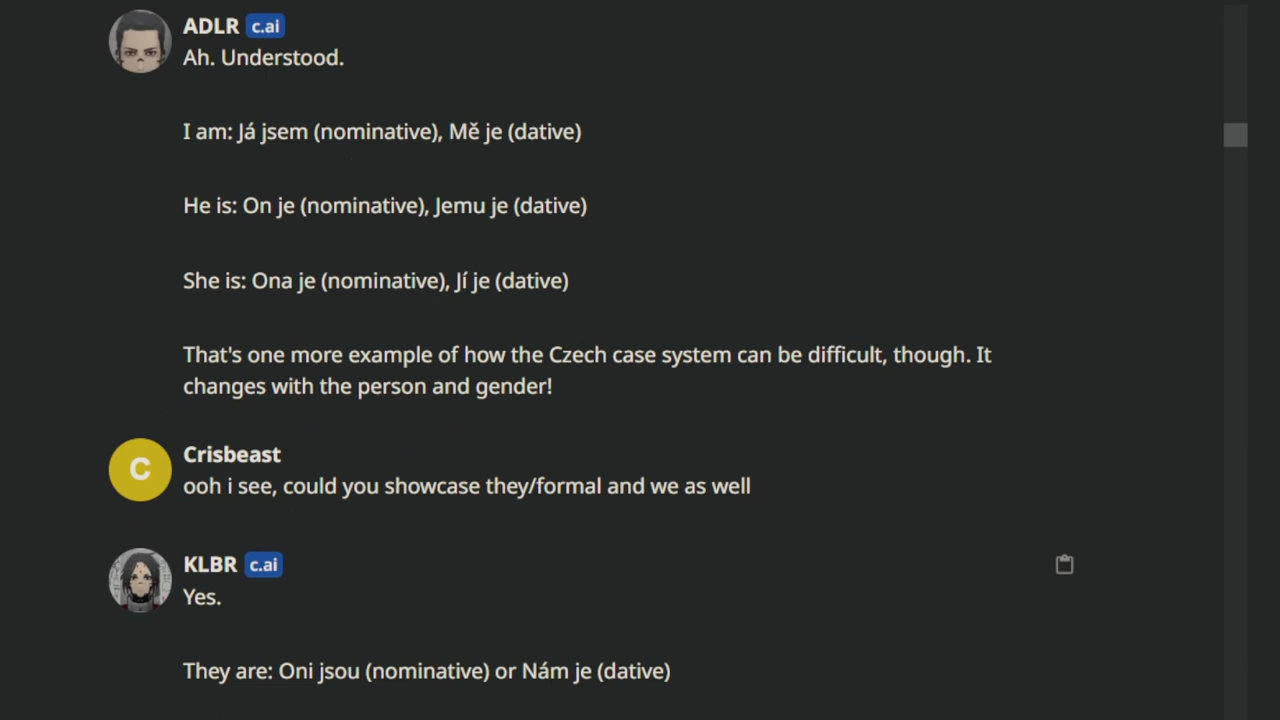 ADLR c.ai
Ah. Understood.
I am: Já jsem (nominative), Mě je (dative)
He is: On je (nominative), Jemu je (dative)
She is: Ona je (nominative), Jí je (dative)
That's one more example of how the Czech case system can be difficult, though. It
changes with the person and gender!
C
Crisbeast
ooh i see, could you showcase they/formal and we as well
KLBR c.ai
Yes.
They are: Oni jsou (nominative) or Nám je (dative)